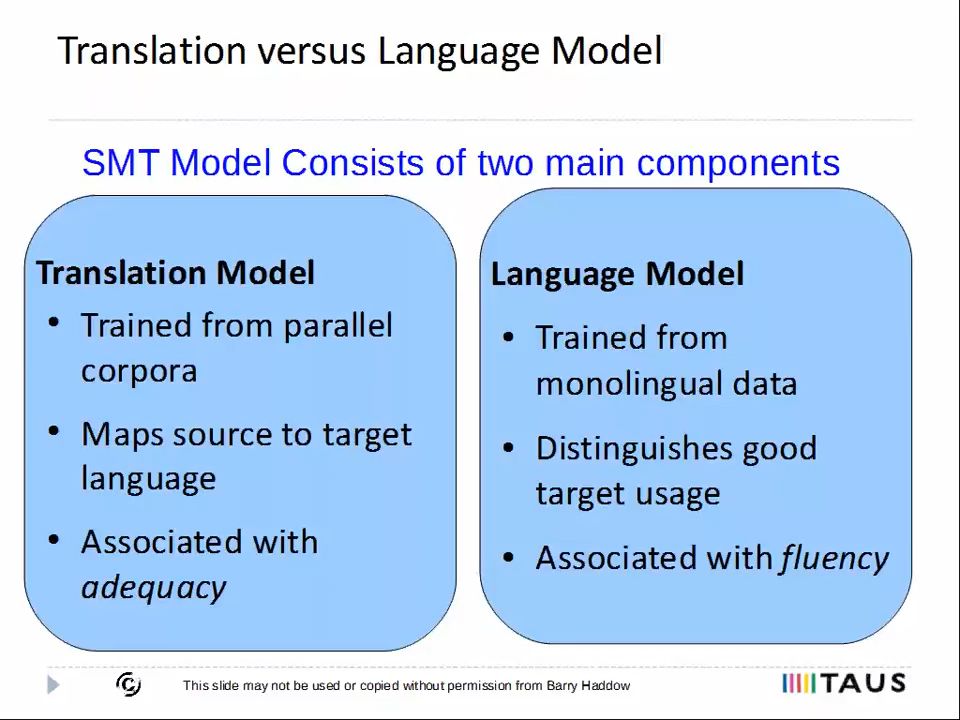 Translation versus Language Model
SMT Model Consists of two main components
Translation Model
• Trained from parallel
corpora
• Maps source to target
language
• Associated with
adequacy
Language Model
• Trained from
monolingual data
• Distinguishes good
target usage
• Associated with fluency
This slide may not be used or copied without permission from Barry Haddow
TAUS